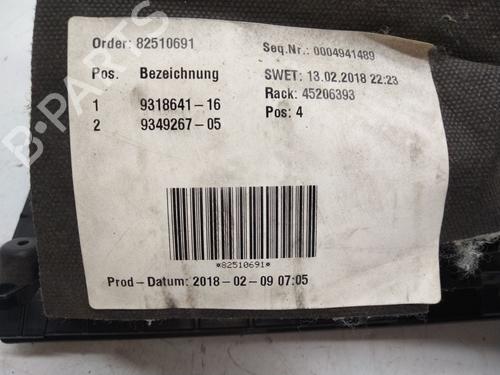 Order: 82510691
Seq.Nr.: 0004941489
Pos. Bezeichnung
SWET: 13.02.2018 22:23
1 9318641-16
Rack: 45206393
2 9349267-05
Pos: 4
*82510691*
Prod-Datum: 2018-02-09 07:05
B-PARTS